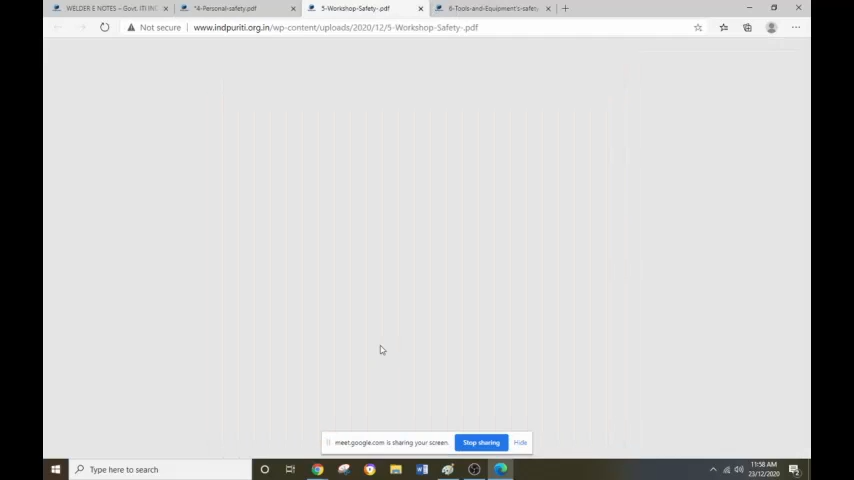 WELDER E NOTES – Govt. ITI IND
*4-Personal-safety.pdf
5-Workshop-Safety-.pdf
6-Tools-and-Equipment's-safety
Not secure
www.indpuriti.org.in/wp-content/uploads/2020/12/5-Workshop-Safety-.pdf
meet.google.com is sharing your screen.
Stop sharing
Hide
Type here to search
11:58 AM
23/12/2020